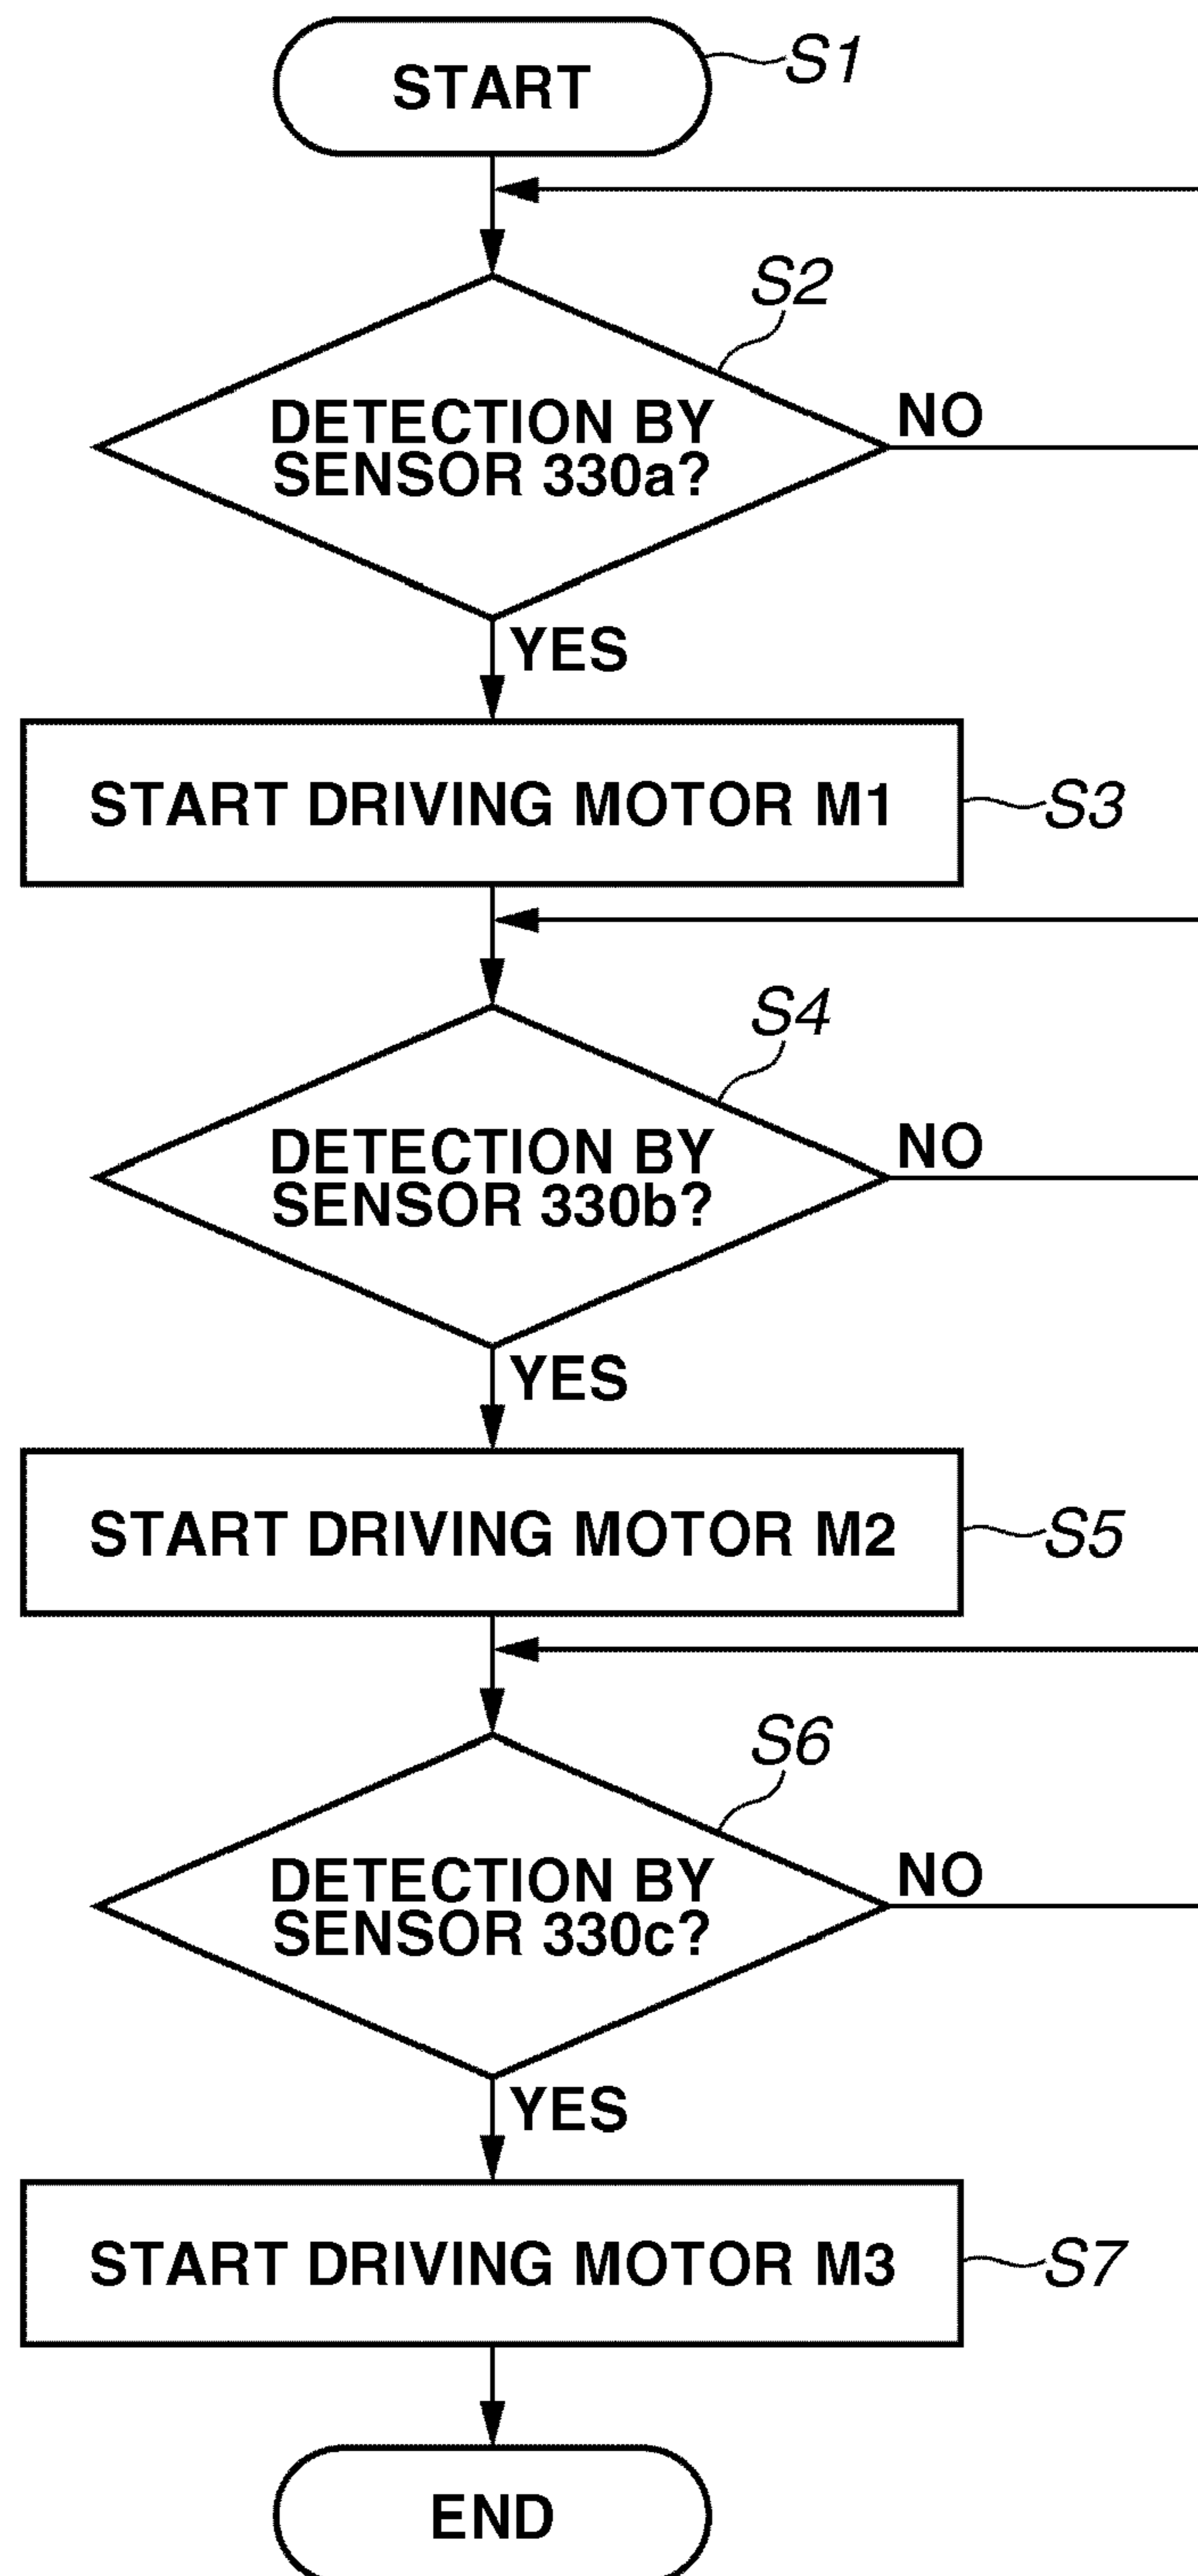 START
S1
S2
DETECTION BY
SENSOR 330a?
NO
YES
START DRIVING MOTOR M1
S3
S4
DETECTION BY
SENSOR 330b?
NO
YES
START DRIVING MOTOR M2
S5
S6
DETECTION BY
SENSOR 330c?
NO
YES
START DRIVING MOTOR M3
S7
END